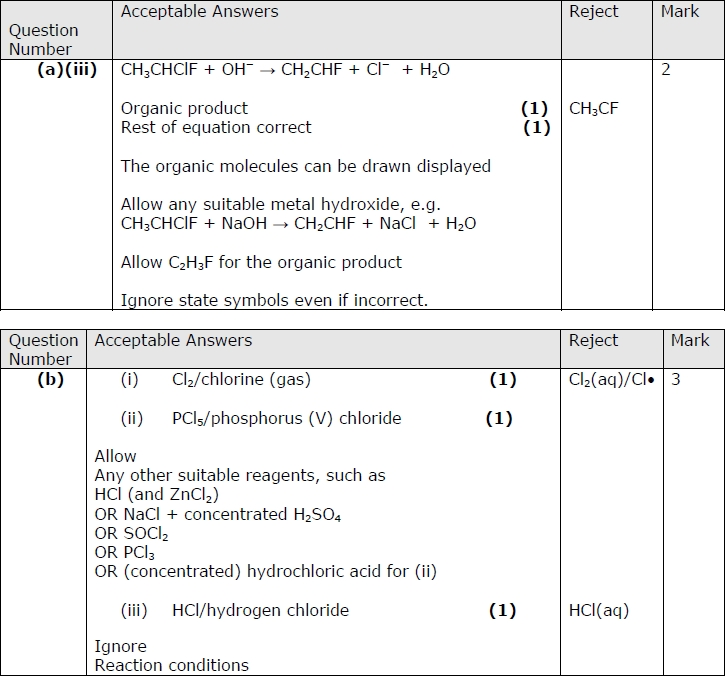 Question Number Acceptable Answers Reject Mark
(a)(iii) CH₃CHClF + OH⁻ → CH₂CHF + Cl⁻ + H₂O 2
Organic product (1) CH₃CF
Rest of equation correct (1)
The organic molecules can be drawn displayed
Allow any suitable metal hydroxide, e.g.
CH₃CHClF + NaOH → CH₂CHF + NaCl + H₂O
Allow C₂H₃F for the organic product
Ignore state symbols even if incorrect.
Question Number Acceptable Answers Reject Mark
(b) (i) Cl₂/chlorine (gas) (1) Cl₂(aq)/Cl• 3
(ii) PCl₅/phosphorus (V) chloride (1)
Allow
Any other suitable reagents, such as
HCl (and ZnCl₂)
OR NaCl + concentrated H₂SO₄
OR SOCl₂
OR PCl₃
OR (concentrated) hydrochloric acid for (ii)
(iii) HCl/hydrogen chloride (1) HCl(aq)
Ignore
Reaction conditions